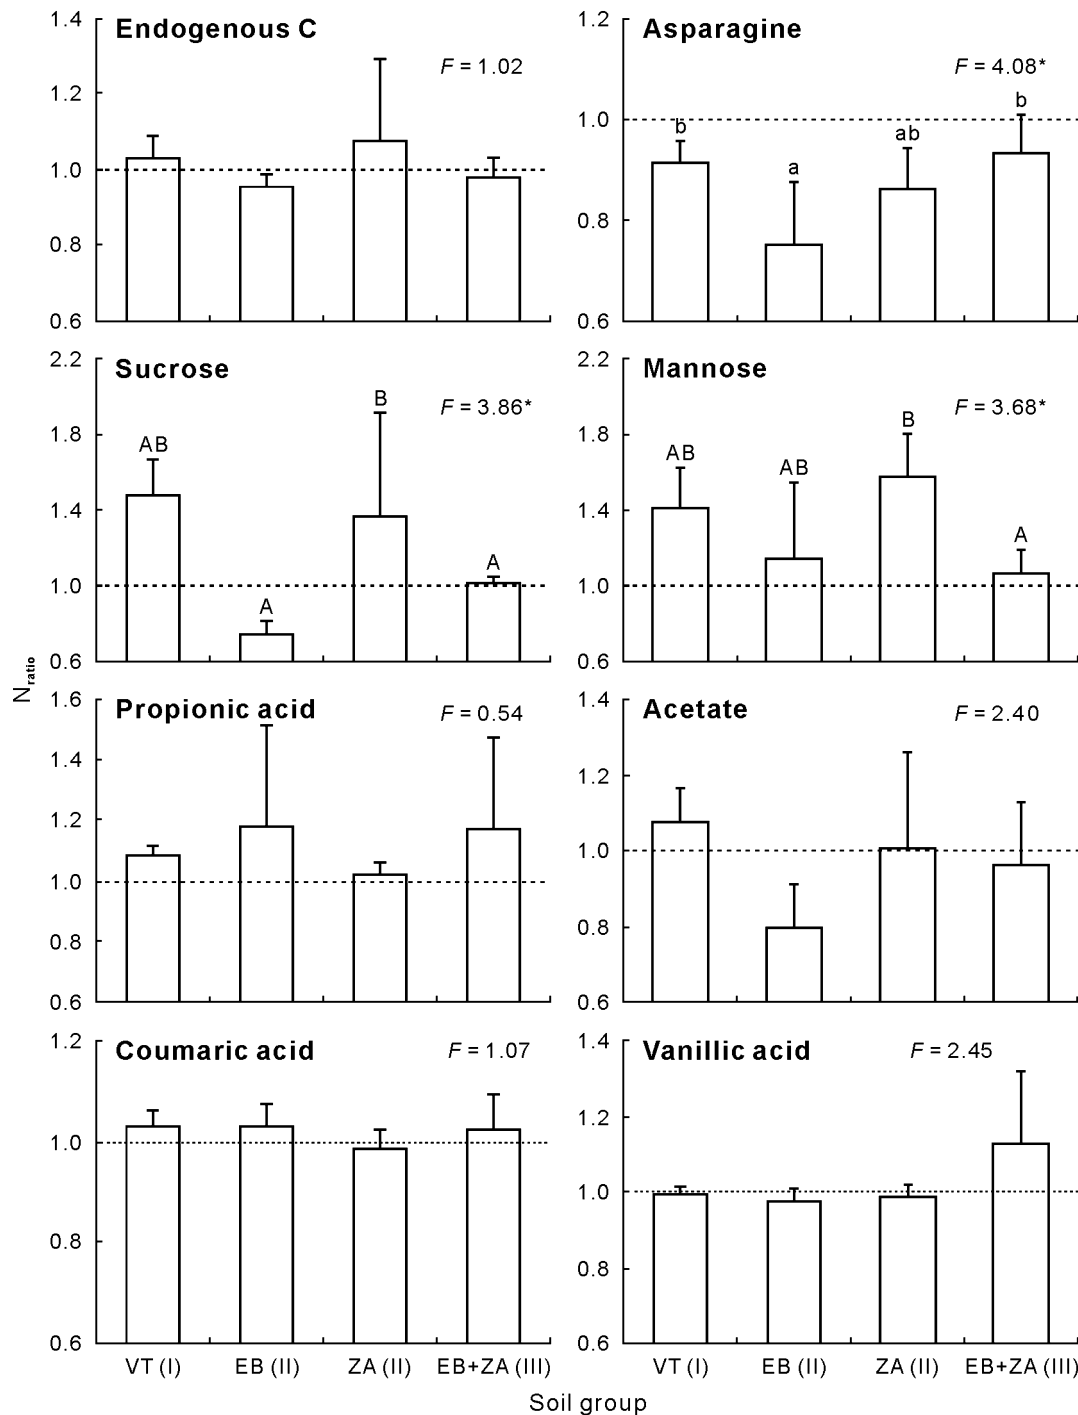 Endogenous C
F = 1.02
1.4
1.2
1.0
0.8
0.6
Asparagine
F = 4.08*
1.2
1.0
0.8
0.6
b
a
ab
b
Sucrose
F = 3.86*
2.2
1.8
1.4
1.0
0.6
AB
A
B
A
Mannose
F = 3.68*
2.2
1.8
1.4
1.0
0.6
AB
AB
B
A
N ratio
Propionic acid
F = 0.54
1.6
1.4
1.2
1.0
0.8
0.6
Acetate
F = 2.40
1.4
1.2
1.0
0.8
0.6
Coumaric acid
F = 1.07
1.2
1.0
0.8
0.6
VT (I) EB (II) ZA (II) EB+ZA (III)
Vanillic acid
F = 2.45
1.4
1.2
1.0
0.8
0.6
VT (I) EB (II) ZA (II) EB+ZA (III)
Soil group